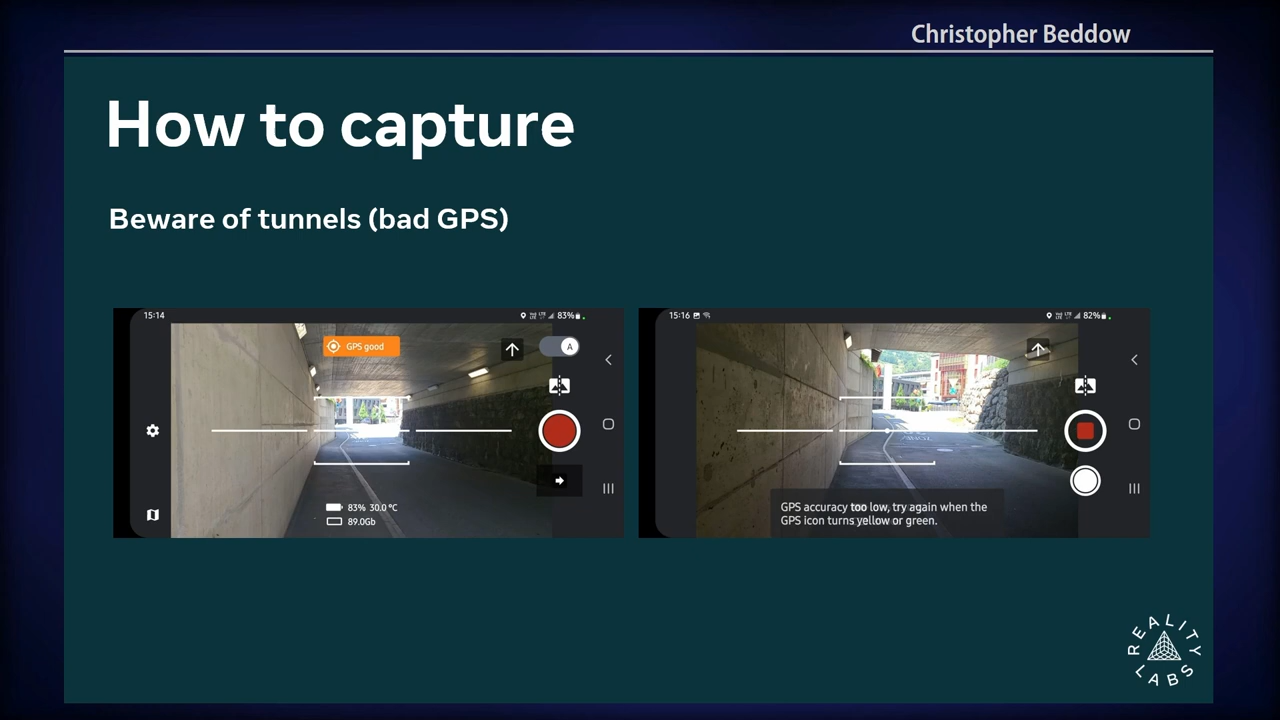 Christopher Beddow
How to capture
Beware of tunnels (bad GPS)
15:14
83%
GPS good
A
83% 30.0 °C
89.0Gb
15:16
82%
GPS accuracy too low, try again when the
GPS icon turns yellow or green.
REALITY
LABS